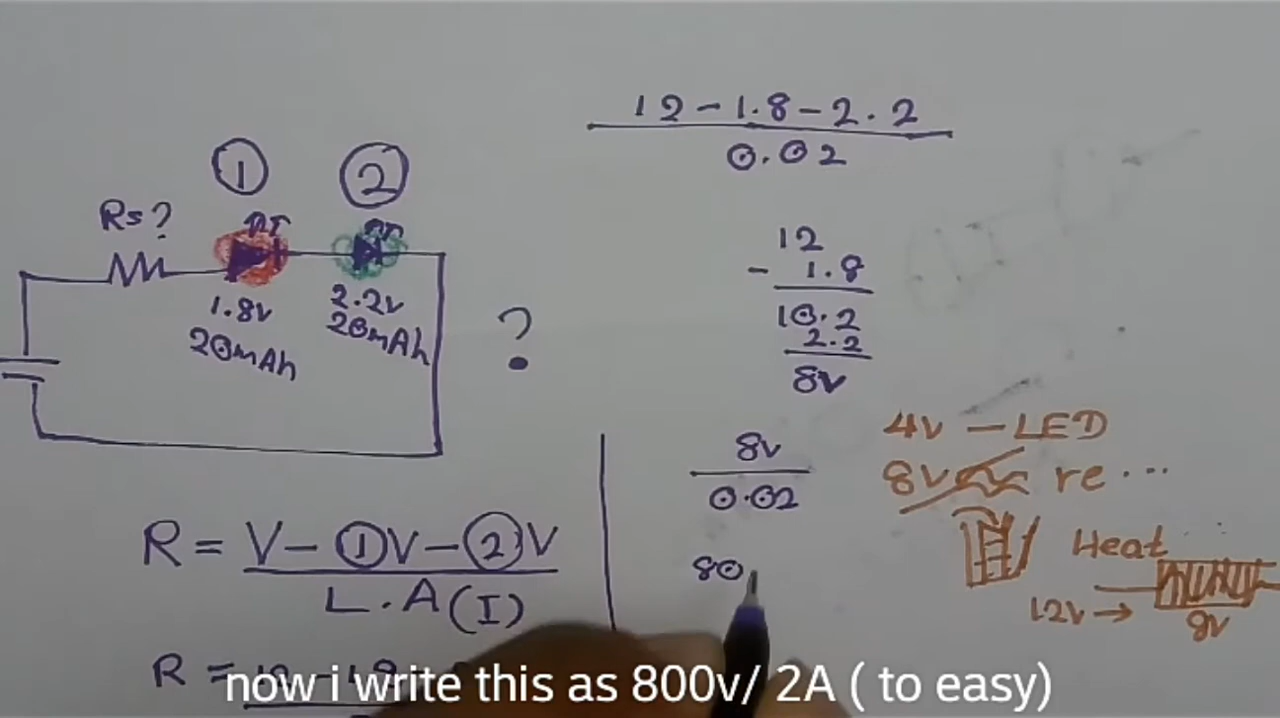 12 - 1.8 - 2.2
0.02
1 2
Rs?
1.8v
20mAh
2.2v
20mAh
?
12
- 1.8
10.2
2.2
8v
8v
0.02
80
4v - LED
8v re...
Heat
12v → 8v
R = V - 1V - 2V
L.A (I)
R =
now i write this as 800v/ 2A ( to easy)